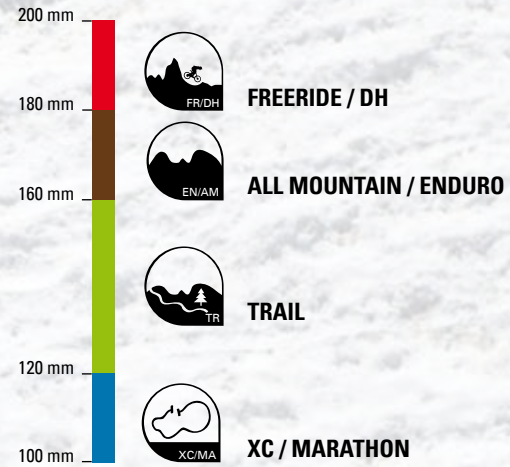 200 mm
FR/DH
FREERIDE / DH
180 mm
EN/AM
ALL MOUNTAIN / ENDURO
160 mm
TR
TRAIL
120 mm
XC/MA
XC / MARATHON
100 mm